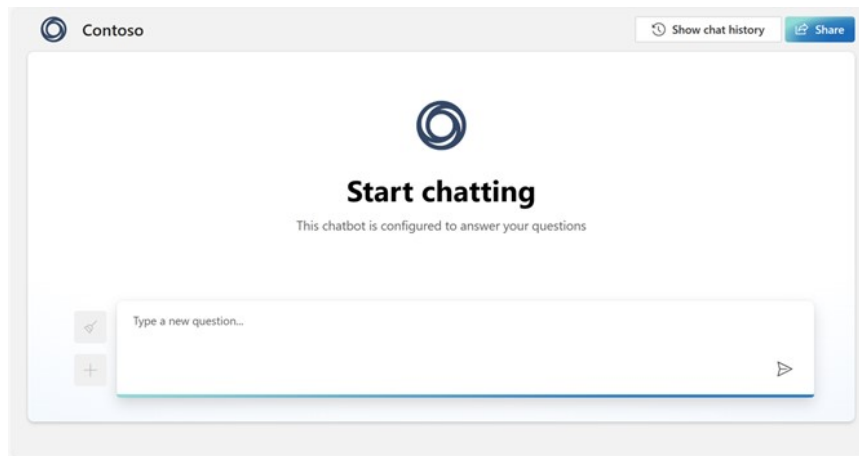 Contoso
Show chat history
Share
Start chatting
This chatbot is configured to answer your questions
Type a new question...